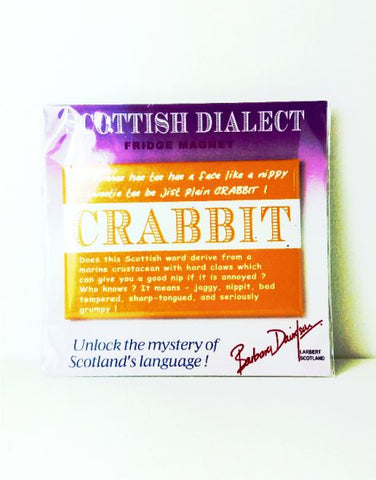 SCOTTISH DIALECT
FRIDGE MAGNET
has tae has a face like a nippy
tae be jist plain CRABBIT !
CRABBIT
Does this Scottish word derive from a
marine crustacean with hard claws which
can give you a good nip if it is annoyed ?
Who knows ? It means - jaggy, nippit, bad
tempered, sharp-tongued, and seriously
grumpy !
Unlock the mystery of
Scotland's language !
Barbara
LARBERT
SCOTLAND